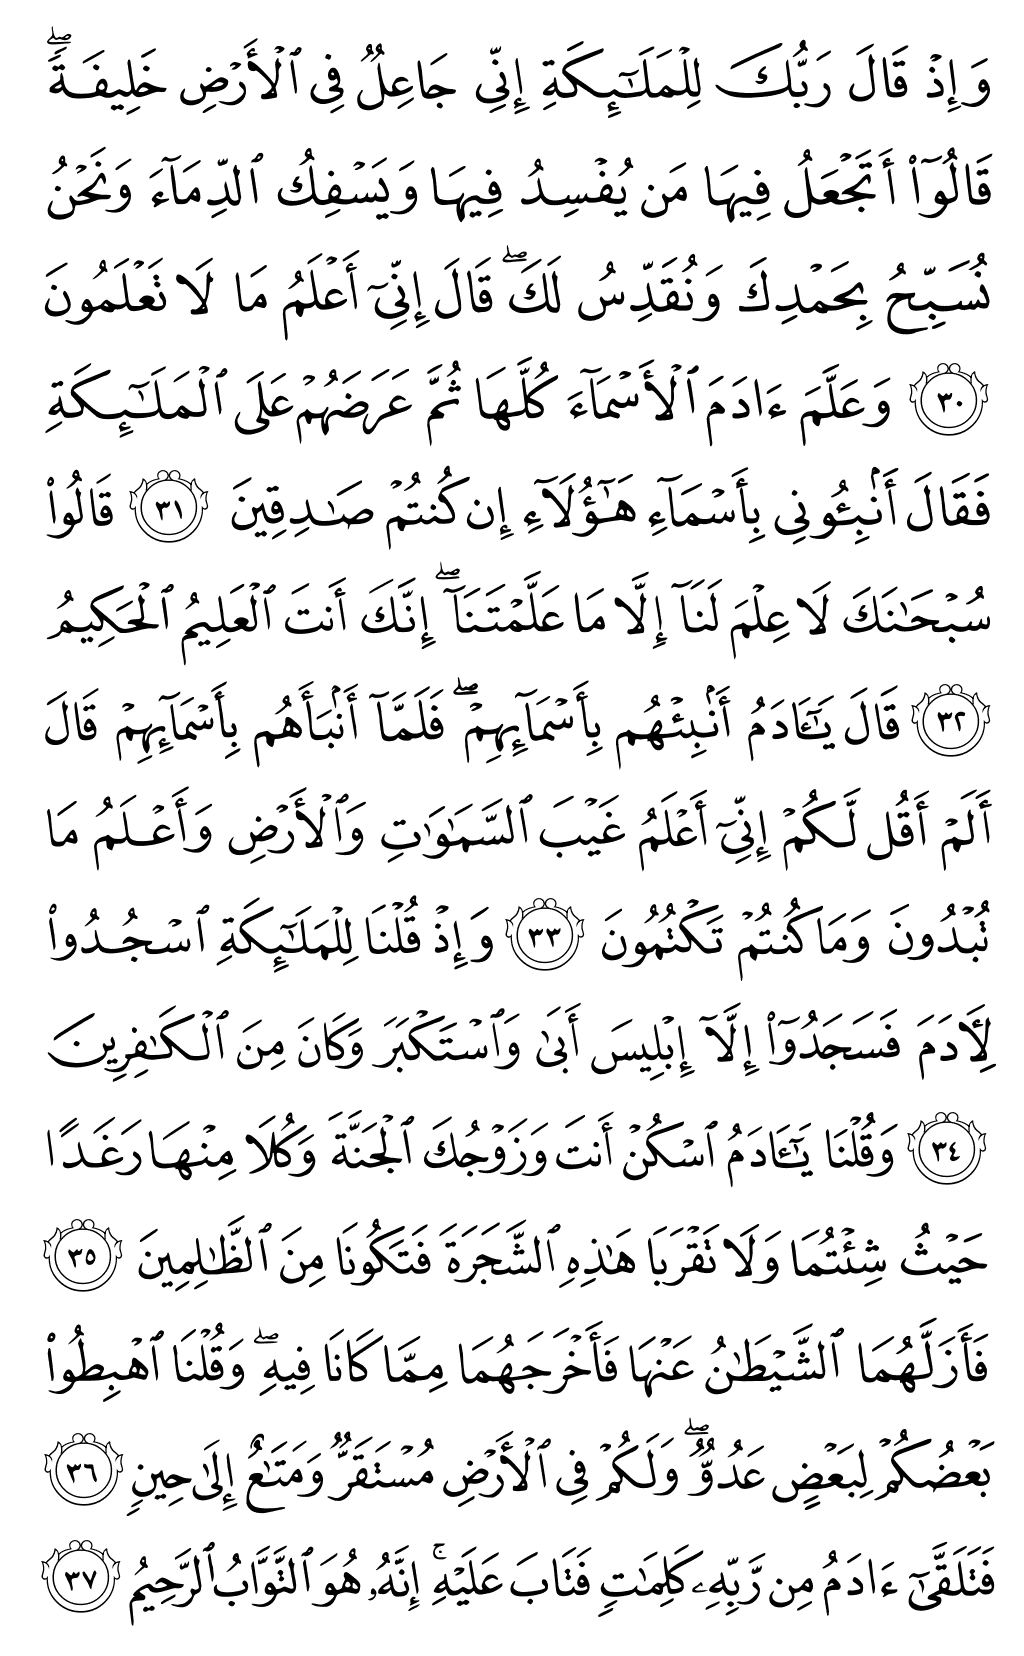 وَإِذۡ قَالَ رَبُّكَ لِلۡمَلَٰٓئِكَةِ إِنِّي جَاعِلٞ فِي ٱلۡأَرۡضِ خَلِيفَةٗۖ
قَالُوٓاْ أَتَجۡعَلُ فِيهَا مَن يُفۡسِدُ فِيهَا وَيَسۡفِكُ ٱلدِّمَآءَ وَنَحۡنُ
نُسَبِّحُ بِحَمۡدِكَ وَنُقَدِّسُ لَكَۖ قَالَ إِنِّيٓ أَعۡلَمُ مَا لَا تَعۡلَمُونَ
٣٠ وَعَلَّمَ ءَادَمَ ٱلۡأَسۡمَآءَ كُلَّهَا ثُمَّ عَرَضَهُمۡ عَلَى ٱلۡمَلَٰٓئِكَةِ
فَقَالَ أَنۢبِـُٔونِي بِأَسۡمَآءِ هَٰٓؤُلَآءِ إِن كُنتُمۡ صَٰدِقِينَ ٣١ قَالُواْ
سُبۡحَٰنَكَ لَا عِلۡمَ لَنَآ إِلَّا مَا عَلَّمۡتَنَآۖ إِنَّكَ أَنتَ ٱلۡعَلِيمُ ٱلۡحَكِيمُ
٣٢ قَالَ يَٰٓـَٔادَمُ أَنۢبِئۡهُم بِأَسۡمَآئِهِمۡۖ فَلَمَّآ أَنۢبَأَهُم بِأَسۡمَآئِهِمۡ قَالَ
أَلَمۡ أَقُل لَّكُمۡ إِنِّيٓ أَعۡلَمُ غَيۡبَ ٱلسَّمَٰوَٰتِ وَٱلۡأَرۡضِ وَأَعۡلَمُ مَا
تُبۡدُونَ وَمَا كُنتُمۡ تَكۡتُمُونَ ٣٣ وَإِذۡ قُلۡنَا لِلۡمَلَٰٓئِكَةِ ٱسۡجُدُواْ
لِأٓدَمَ فَسَجَدُوٓاْ إِلَّآ إِبۡلِيسَ أَبَىٰ وَٱسۡتَكۡبَرَ وَكَانَ مِنَ ٱلۡكَٰفِرِينَ
٣٤ وَقُلۡنَا يَٰٓـَٔادَمُ ٱسۡكُنۡ أَنتَ وَزَوۡجُكَ ٱلۡجَنَّةَ وَكُلَا مِنۡهَا رَغَدًا
حَيۡثُ شِئۡتُمَا وَلَا تَقۡرَبَا هَٰذِهِ ٱلشَّجَرَةَ فَتَكُونَا مِنَ ٱلظَّٰلِمِينَ ٣٥
فَأَزَلَّهُمَا ٱلشَّيۡطَٰنُ عَنۡهَا فَأَخۡرَجَهُمَا مِمَّا كَانَا فِيهِۖ وَقُلۡنَا ٱهۡبِطُواْ
بَعۡضُكُمۡ لِبَعۡضٍ عَدُوّٞۖ وَلَكُمۡ فِي ٱلۡأَرۡضِ مُسۡتَقَرّٞ وَمَتَٰعٌ إِلَىٰ حِينٖ ٣٦
فَتَلَقَّىٰٓ ءَادَمُ مِن رَّبِّهِۦ كَلِمَٰتٖ فَتَابَ عَلَيۡهِۚ إِنَّهُۥ هُوَ ٱلتَّوَّابُ ٱلرَّحِيمُ ٣٧